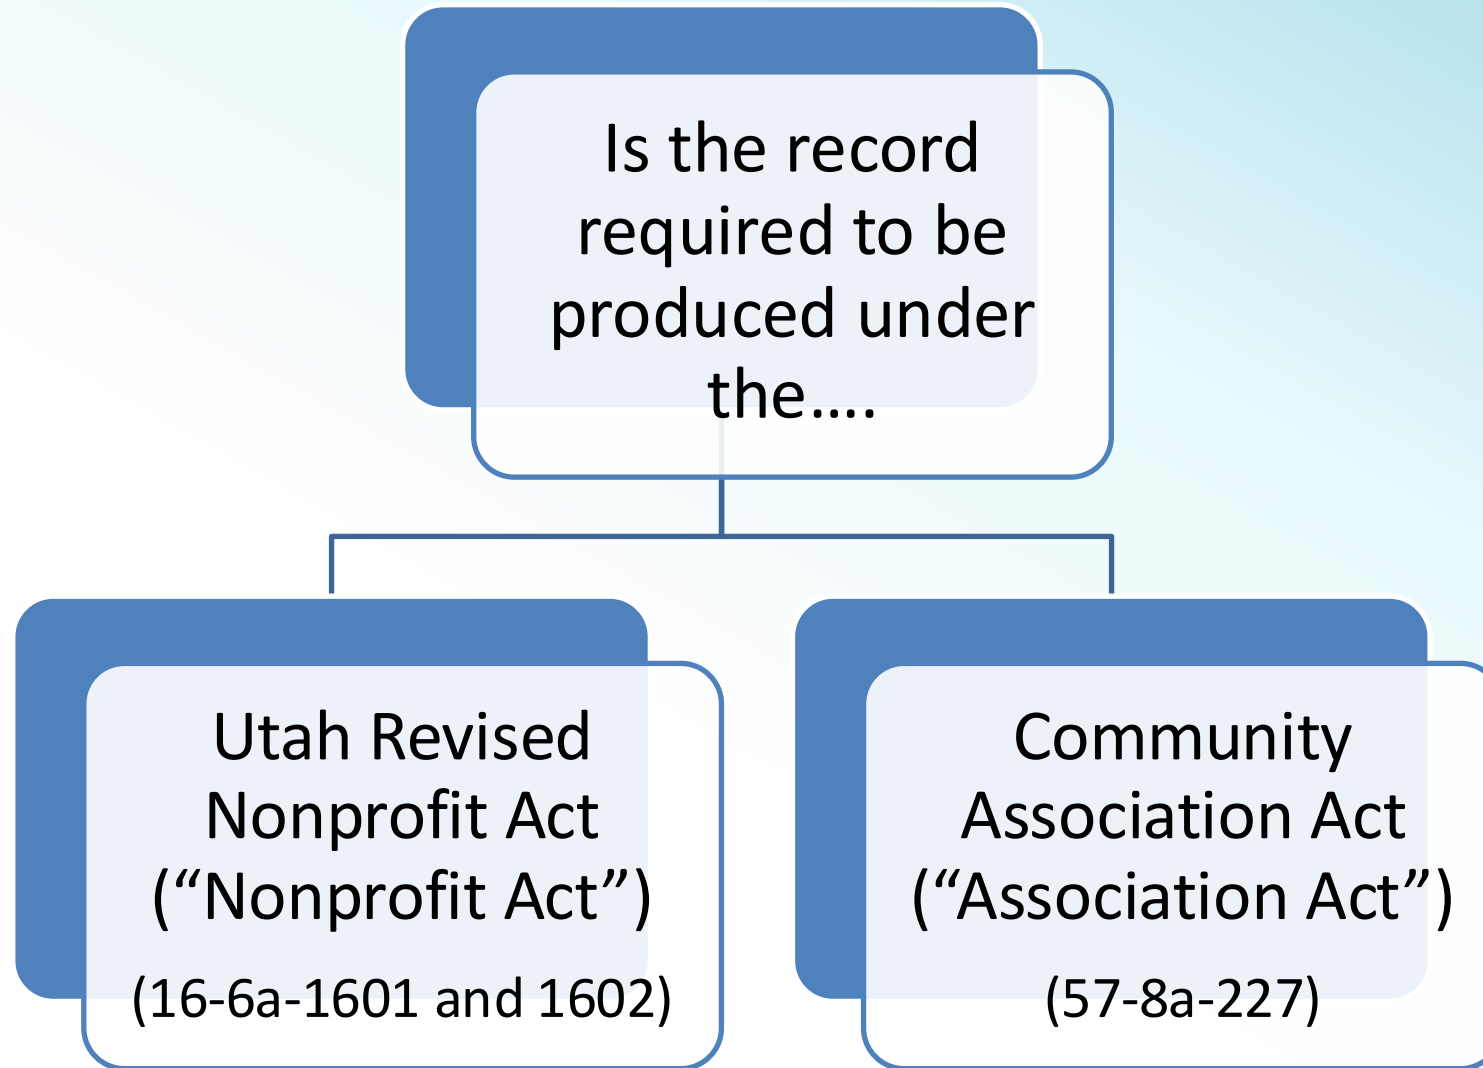 Is the record
required to be
produced under
the….
Utah Revised
Nonprofit Act
(“Nonprofit Act”)
(16-6a-1601 and 1602)
Community
Association Act
(“Association Act”)
(57-8a-227)